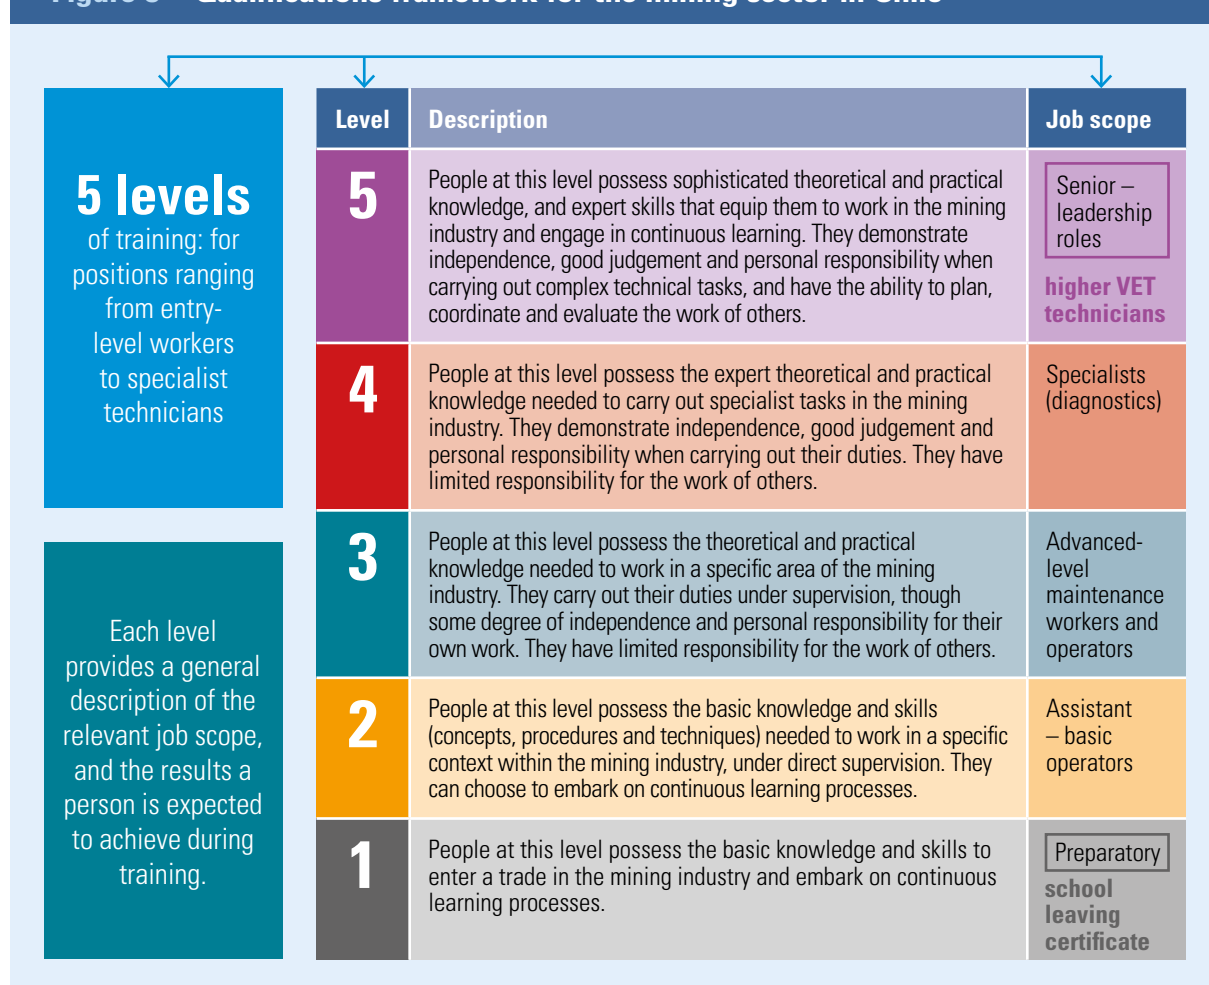 Qualifications framework for the mining sector in Chile
5 levels
of training: for
positions ranging
from entry-
level workers
to specialist
technicians
Each level
provides a general
description of the
relevant job scope,
and the results a
person is expected
to achieve during
training.
Level
Description
Job scope
5
People at this level possess sophisticated theoretical and practical
knowledge, and expert skills that equip them to work in the mining
industry and engage in continuous learning. They demonstrate
independence, good judgement and personal responsibility when
carrying out complex technical tasks, and have the ability to plan,
coordinate and evaluate the work of others.
Senior –
leadership
roles
higher VET
technicians
4
People at this level possess the expert theoretical and practical
knowledge needed to carry out specialist tasks in the mining
industry. They demonstrate independence, good judgement and
personal responsibility when carrying out their duties. They have
limited responsibility for the work of others.
Specialists
(diagnostics)
3
People at this level possess the theoretical and practical
knowledge needed to work in a specific area of the mining
industry. They carry out their duties under supervision, though
some degree of independence and personal responsibility for their
own work. They have limited responsibility for the work of others.
Advanced-
level
maintenance
workers and
operators
2
People at this level possess the basic knowledge and skills
(concepts, procedures and techniques) needed to work in a specific
context within the mining industry, under direct supervision. They
can choose to embark on continuous learning processes.
Assistant
– basic
operators
1
People at this level possess the basic knowledge and skills to
enter a trade in the mining industry and embark on continuous
learning processes.
Preparatory
school
leaving
certificate